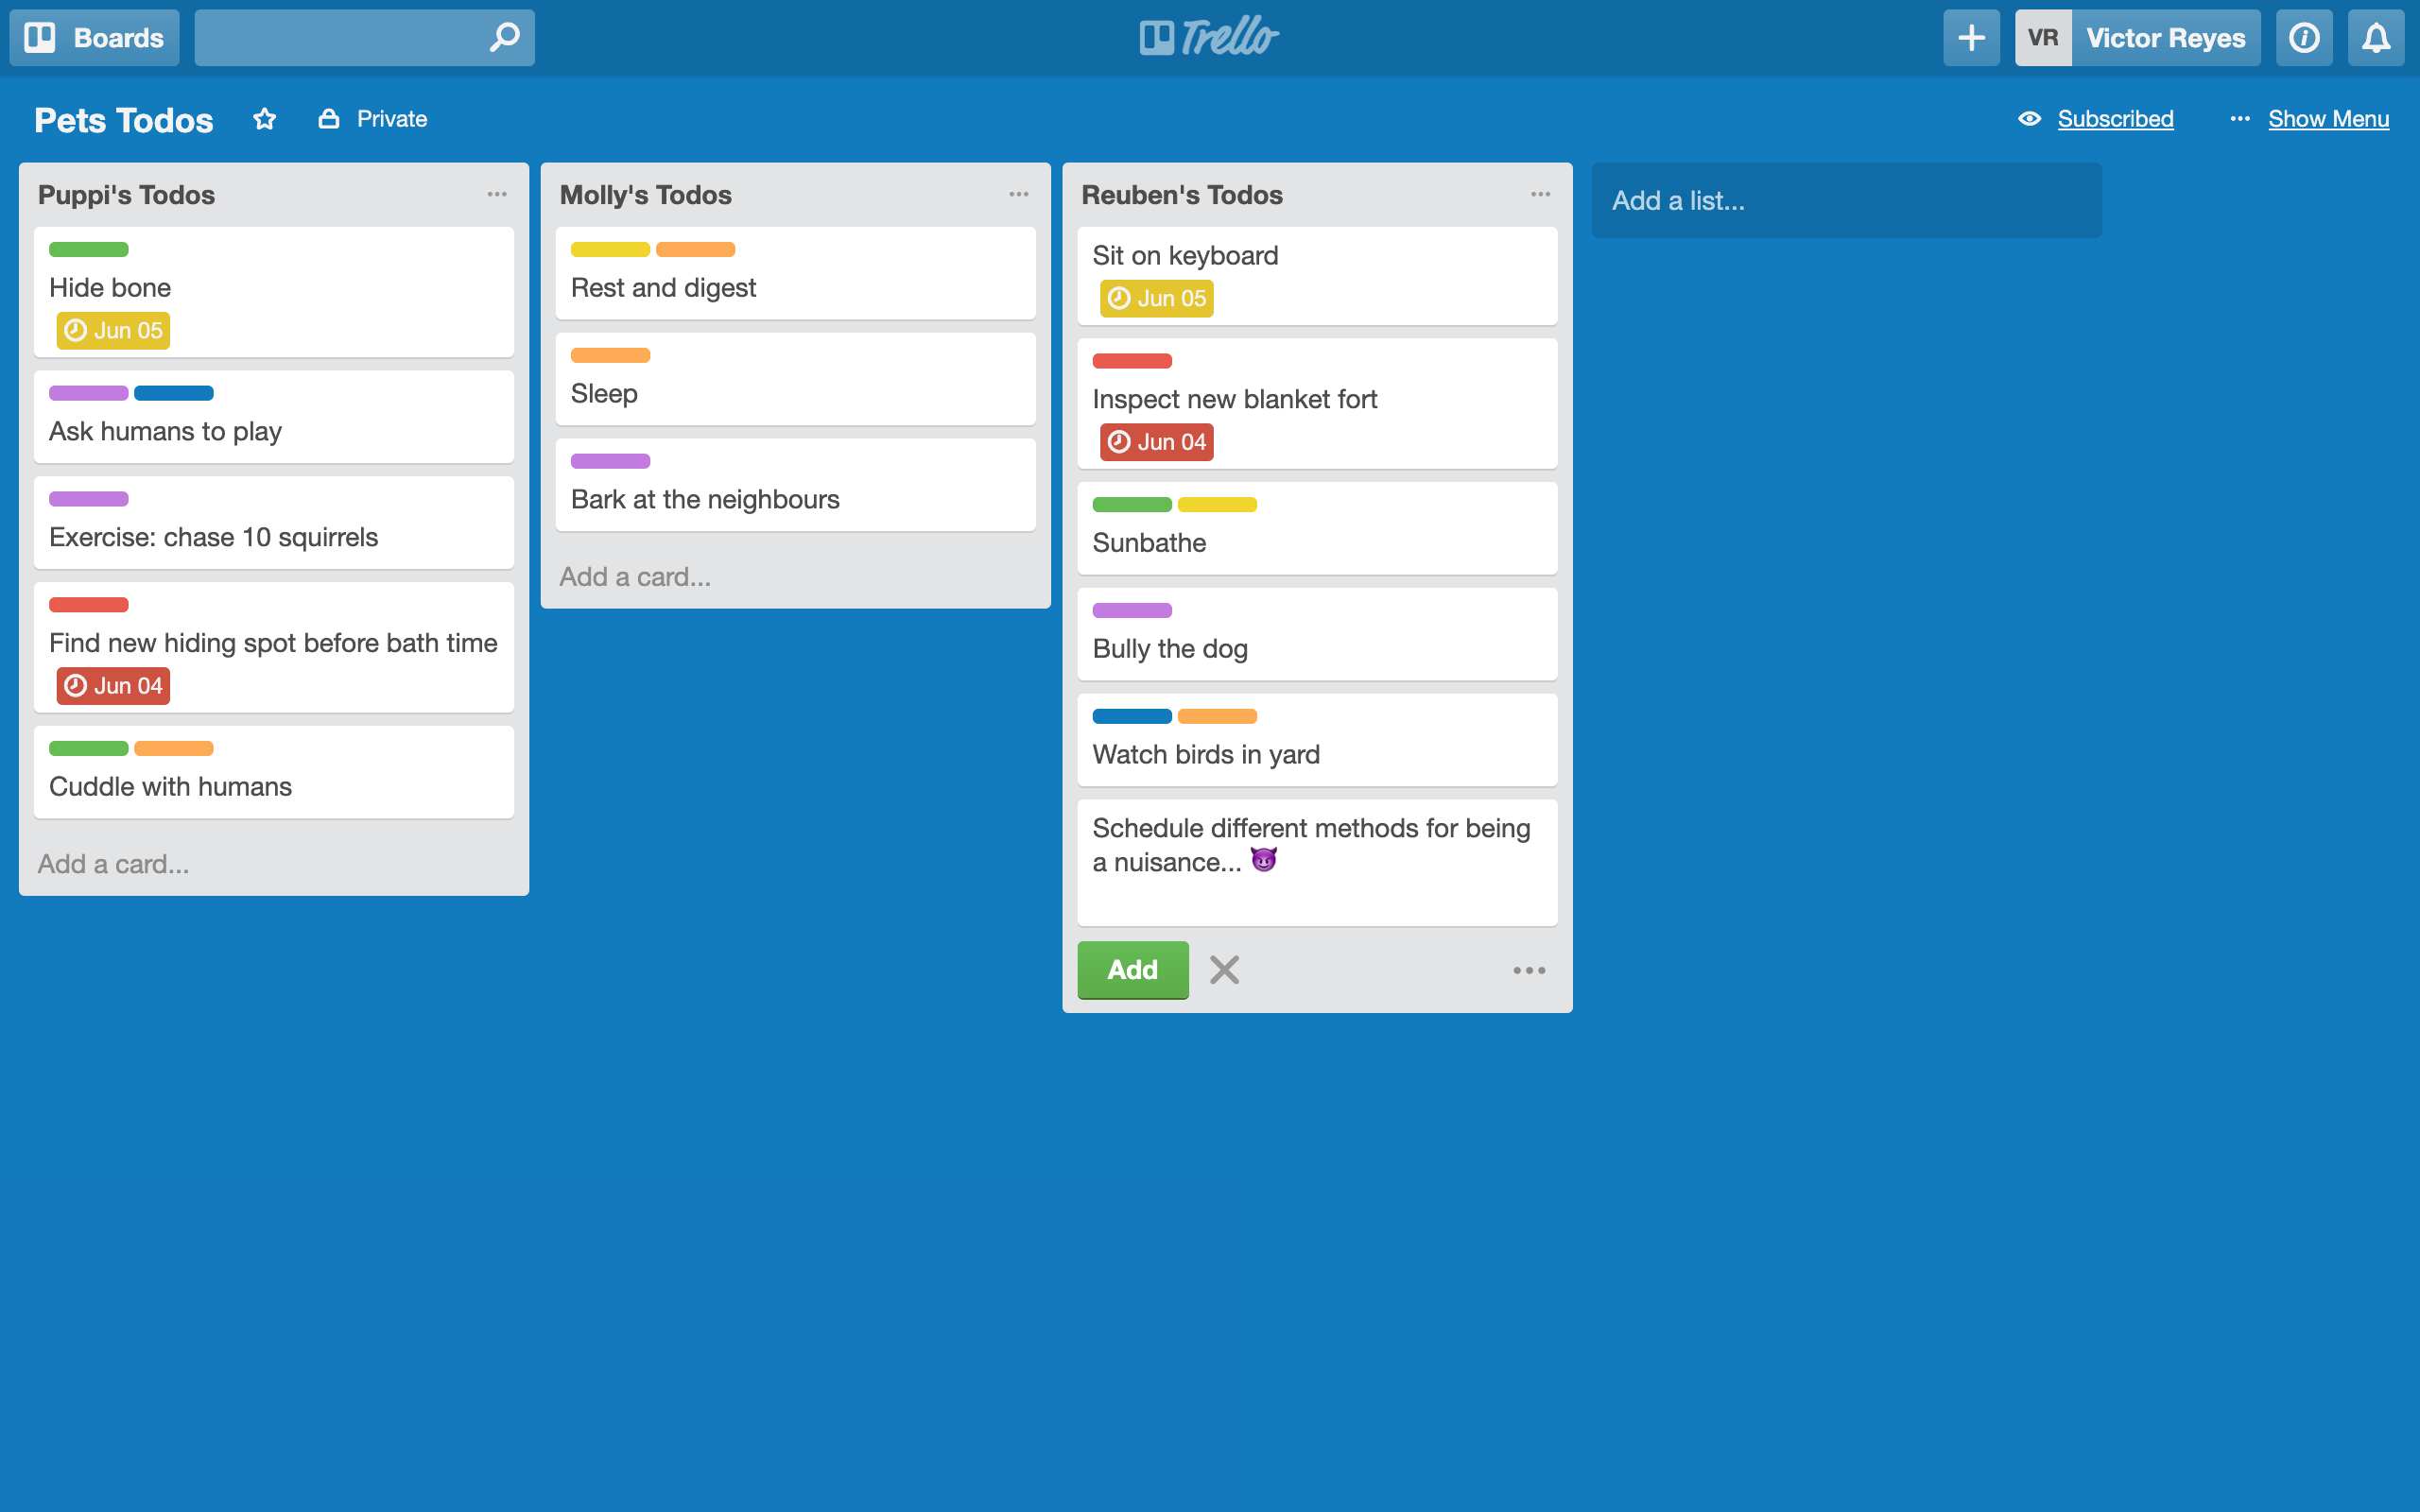 Boards
Trello
VR Victor Reyes
Pets Todos
Private
Subscribed
Show Menu
Puppi's Todos
Hide bone
Jun 05
Ask humans to play
Exercise: chase 10 squirrels
Find new hiding spot before bath time
Jun 04
Cuddle with humans
Add a card...
Molly's Todos
Rest and digest
Sleep
Bark at the neighbours
Add a card...
Reuben's Todos
Sit on keyboard
Jun 05
Inspect new blanket fort
Jun 04
Sunbathe
Bully the dog
Watch birds in yard
Schedule different methods for being
a nuisance... 😈
Add
Add a list...